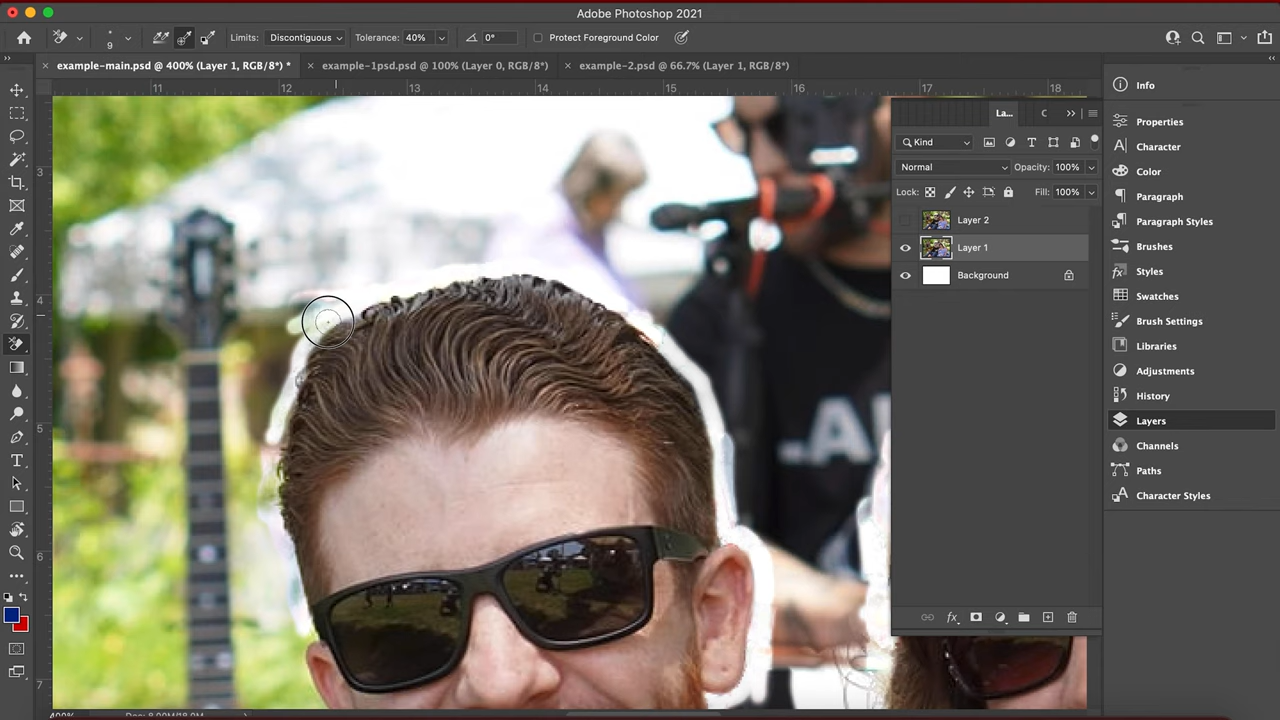 Adobe Photoshop 2021
9 Limits: Discontiguous Tolerance: 40% 0° Protect Foreground Color
example-main.psd @ 400% (Layer 1, RGB/8*) * example-1psd.psd @ 100% (Layer 0, RGB/8*) example-2.psd @ 66.7% (Layer 1, RGB/8*)
11 12 13 14 15 16 17 18
3
4
5
6
7
La... C
Kind
Normal Opacity: 100%
Lock: Fill: 100%
Layer 2
Layer 1
Background
fx
Info
Properties
Character
Color
Paragraph
Paragraph Styles
Brushes
Styles
Swatches
Brush Settings
Libraries
Adjustments
History
Layers
Channels
Paths
Character Styles